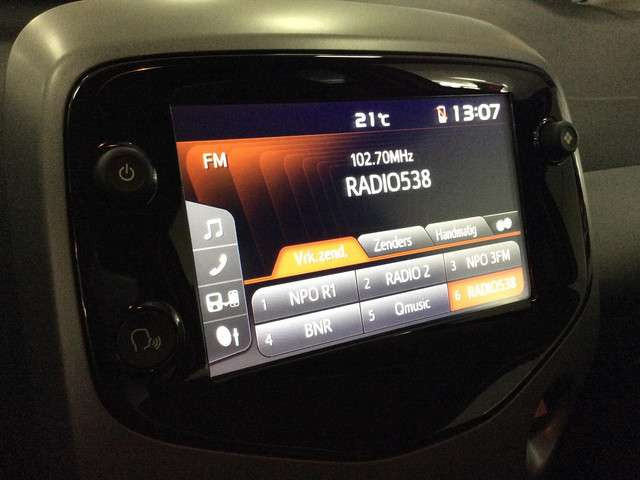 21°C 13:07
FM
102.70MHz
RADIO538
Vrk.zend. Zenders Handmatig
1 NPO R1 2 RADIO 2 3 NPO 3FM
4 BNR 5 Qmusic 6 RADIO538